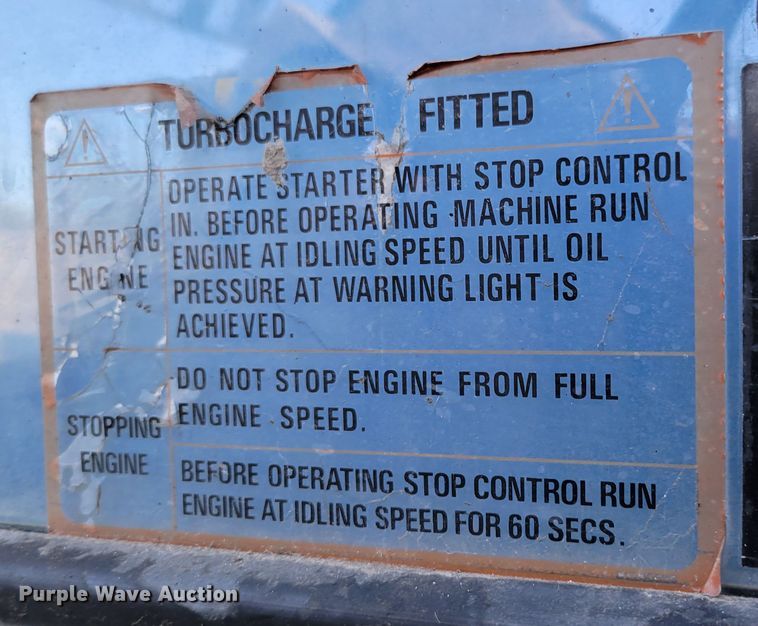 TURBOCHARGE FITTED
STARTING
ENGINE
OPERATE STARTER WITH STOP CONTROL
IN. BEFORE OPERATING MACHINE RUN
ENGINE AT IDLING SPEED UNTIL OIL
PRESSURE AT WARNING LIGHT IS
ACHIEVED.
STOPPING
ENGINE
DO NOT STOP ENGINE FROM FULL
ENGINE SPEED.
BEFORE OPERATING STOP CONTROL RUN
ENGINE AT IDLING SPEED FOR 60 SECS.
Purple Wave Auction